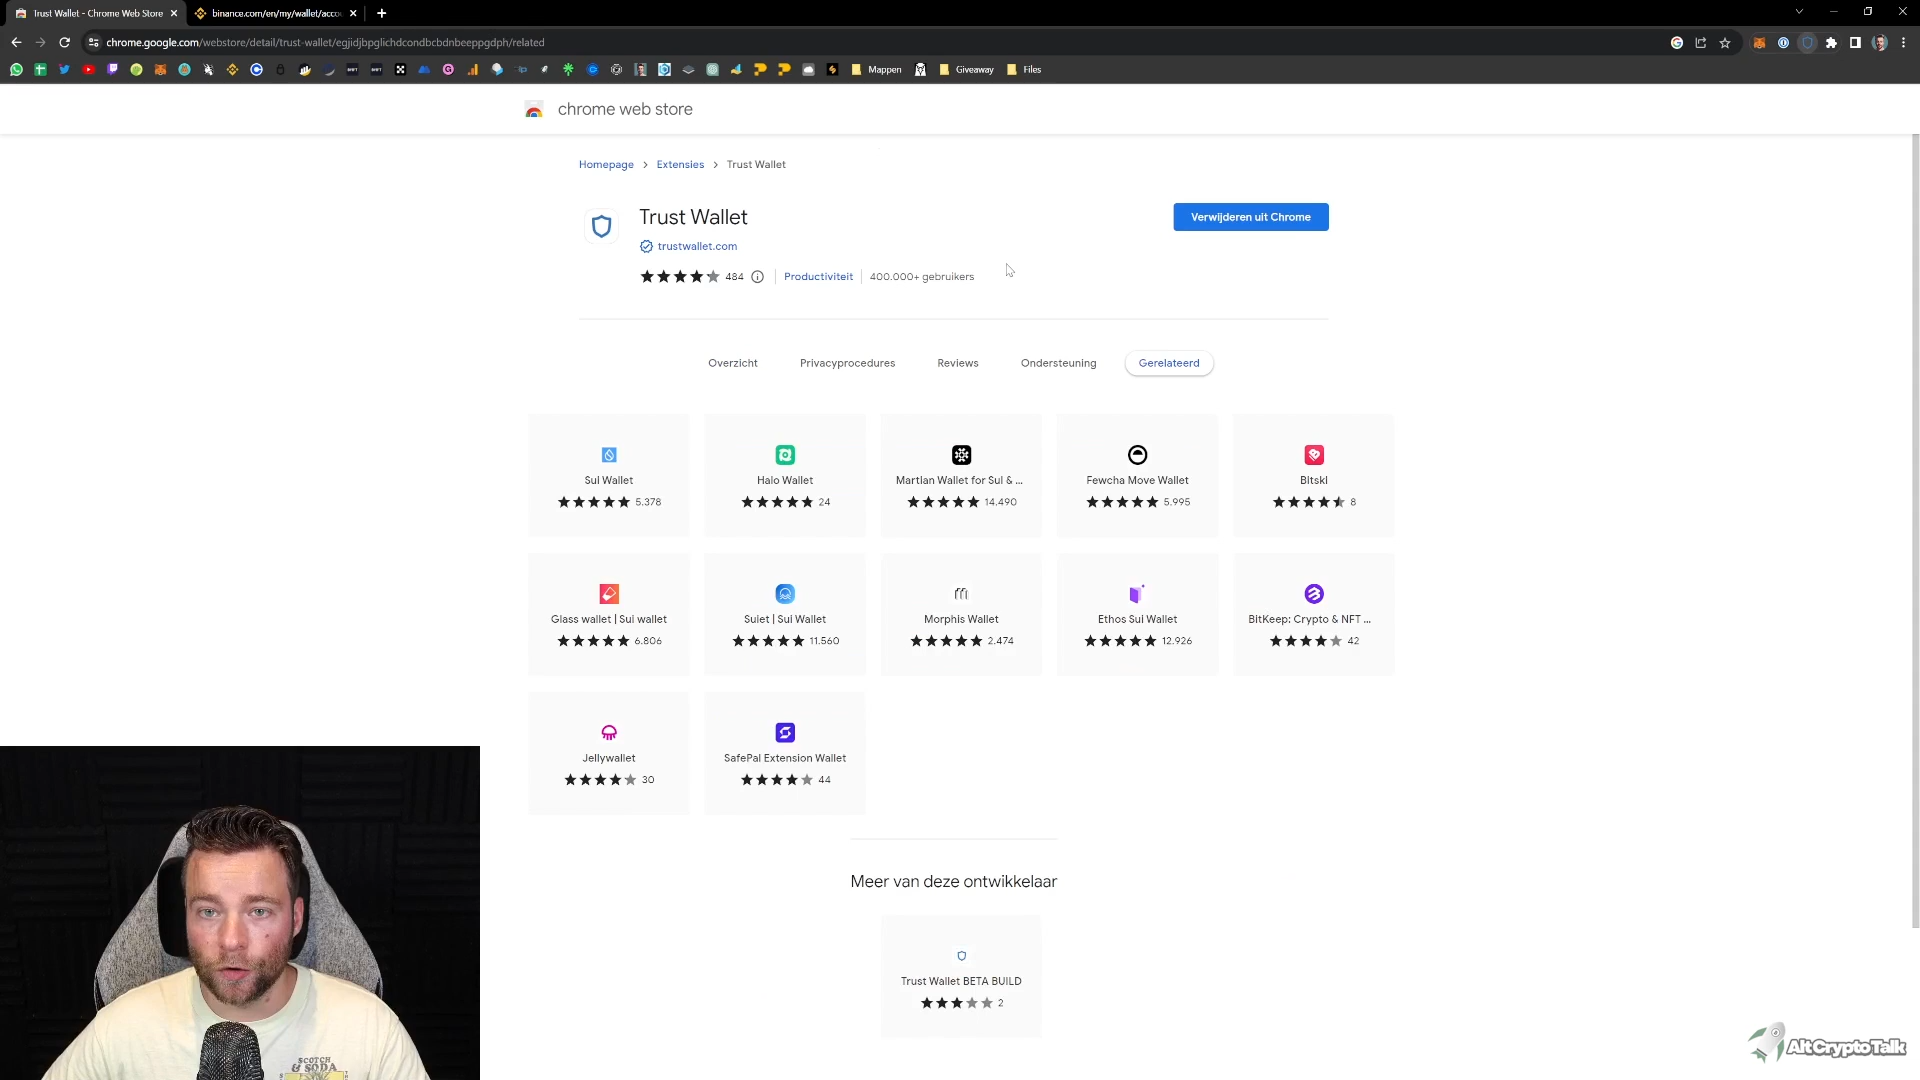 Trust Wallet - Chrome Web Store
binance.com/en/my/wallet/acco
chrome.google.com/webstore/detail/trust-wallet/egjidjbpglichdcondbcbdnbeeppgdph/related
Mappen
Giveaway
Files
chrome web store
Homepage > Extensies > Trust Wallet
Trust Wallet
Verwijderen uit Chrome
trustwallet.com
484 Productiviteit 400.000+ gebruikers
Overzicht Privacyprocedures Reviews Ondersteuning Gerelateerd
Sui Wallet
5.378
Halo Wallet
24
Martian Wallet for Sui & ...
14.490
Fewcha Move Wallet
5.995
Bitski
8
Glass wallet | Sui wallet
6.806
Suiet | Sui Wallet
11.560
Morphis Wallet
2.474
Ethos Sui Wallet
12.926
BitKeep: Crypto & NFT ...
42
Jellywallet
30
SafePal Extension Wallet
44
Meer van deze ontwikkelaar
Trust Wallet BETA BUILD
2
SCOTCH
& SODA
AltCryptoTalk